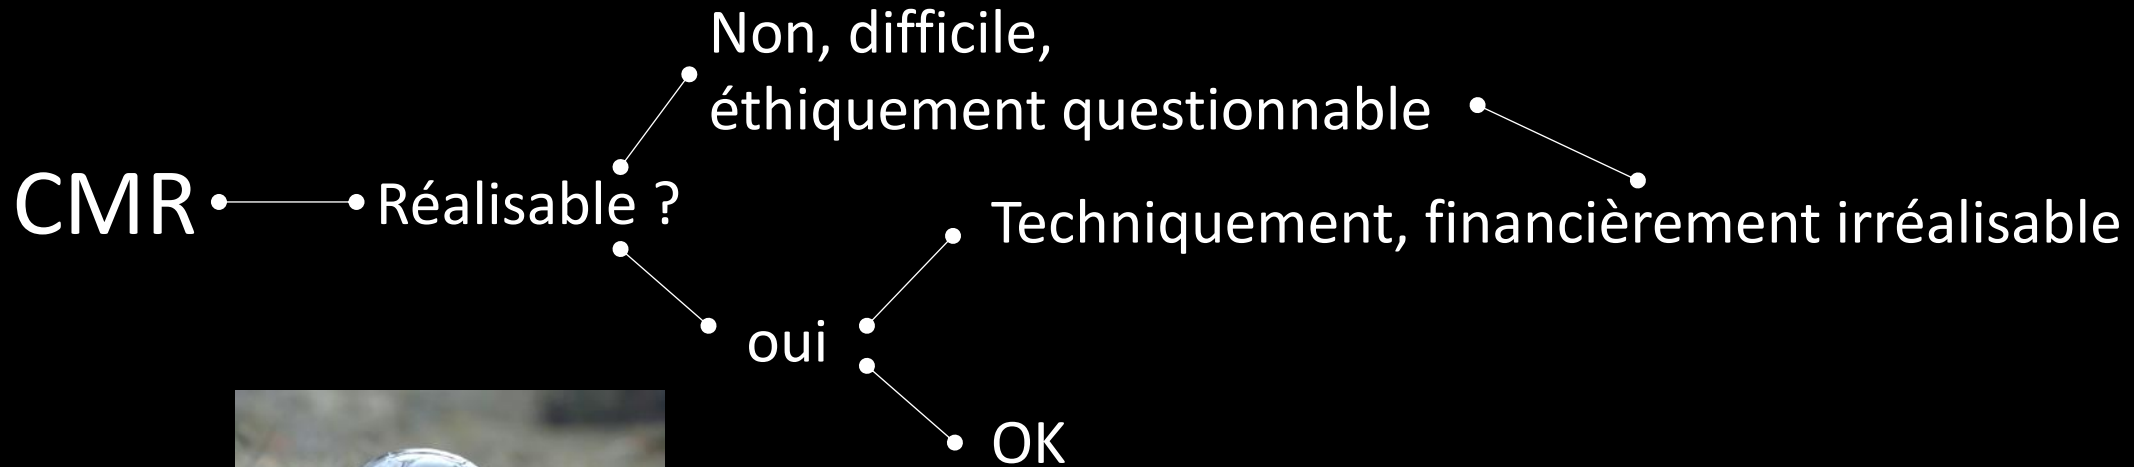 Non, difficile,
éthiquement questionnable
CMR
Réalisable ?
Techniquement, financièrement irréalisable
oui
OK